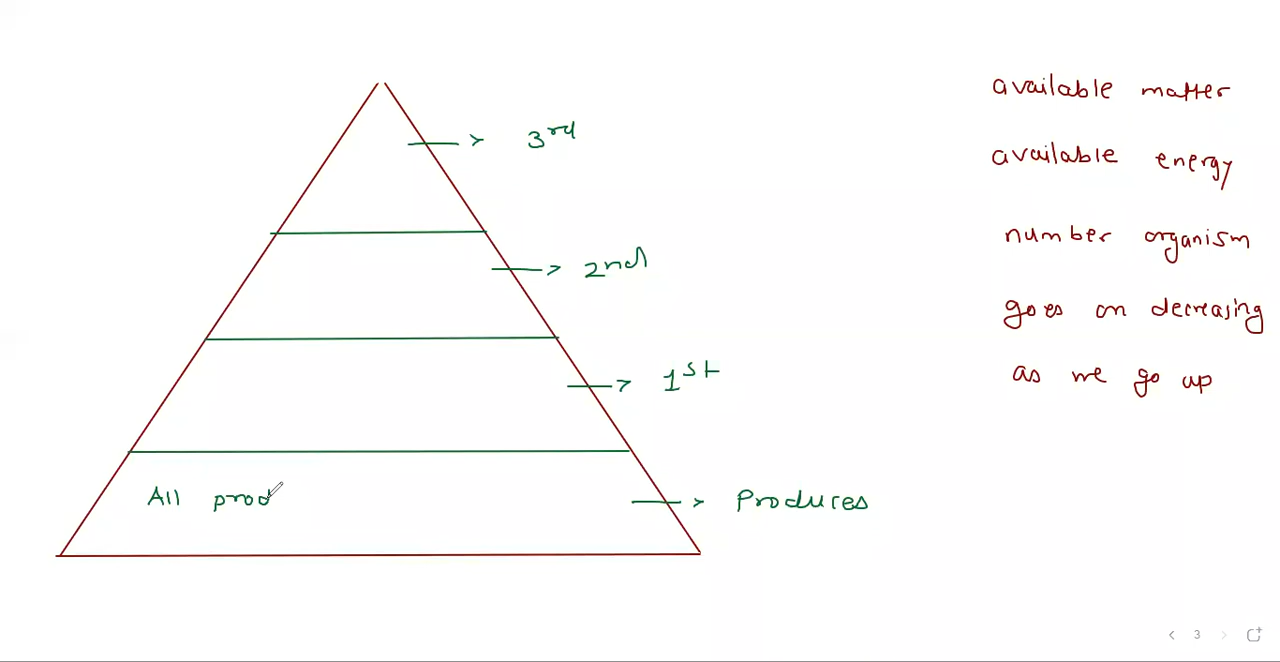 3rd
2nd
1st
All prod
Produces
available matter
available energy
number organism
goes on decreasing
as we go up
3